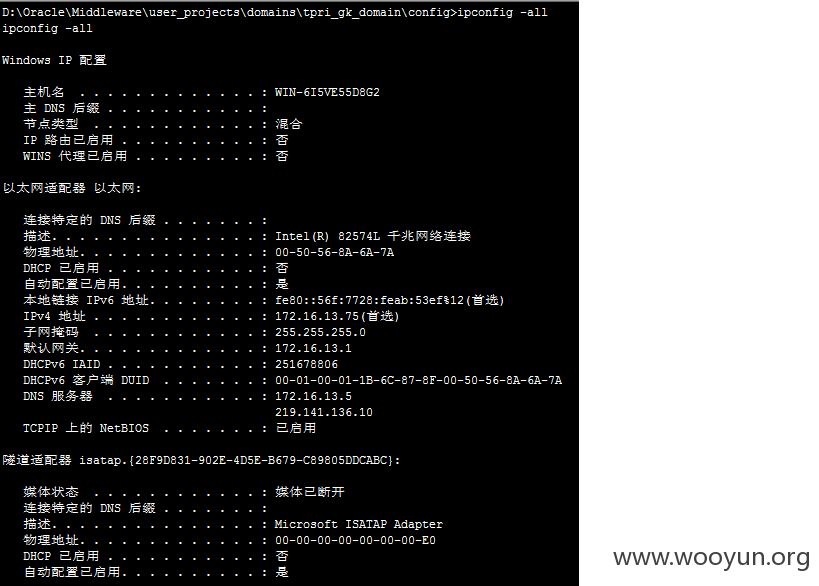 D:\Oracle\Middleware\user_projects\domains\tpri_gk_domain\config>ipconfig -all
ipconfig -all
Windows IP 配置
主机名 . . . . . . . . . . . . . : WIN-6I5VE55D8G2
主 DNS 后缀 . . . . . . . . . . . :
节点类型 . . . . . . . . . . . . : 混合
IP 路由已启用 . . . . . . . . . . : 否
WINS 代理已启用 . . . . . . . . . : 否
以太网适配器 以太网:
连接特定的 DNS 后缀 . . . . . . . :
描述. . . . . . . . . . . . . . . : Intel(R) 82574L 千兆网络连接
物理地址. . . . . . . . . . . . . : 00-50-56-8A-6A-7A
DHCP 已启用 . . . . . . . . . . . : 否
自动配置已启用. . . . . . . . . . : 是
本地链接 IPv6 地址. . . . . . . . : fe80::56f:7728:feab:53ef%12(首选)
IPv4 地址 . . . . . . . . . . . . : 172.16.13.75(首选)
子网掩码 . . . . . . . . . . . . : 255.255.255.0
默认网关. . . . . . . . . . . . . : 172.16.13.1
DHCPv6 IAID . . . . . . . . . . . : 251678806
DHCPv6 客户端 DUID . . . . . . . : 00-01-00-01-1B-6C-87-8F-00-50-56-8A-6A-7A
DNS 服务器 . . . . . . . . . . . : 172.16.13.5
219.141.136.10
TCPIP 上的 NetBIOS . . . . . . . : 已启用
隧道适配器 isatap.{28F9D831-902E-4D5E-B679-C89805DDCABC}:
媒体状态 . . . . . . . . . . . . : 媒体已断开
连接特定的 DNS 后缀 . . . . . . . :
描述. . . . . . . . . . . . . . . : Microsoft ISATAP Adapter
物理地址. . . . . . . . . . . . . : 00-00-00-00-00-00-00-E0
DHCP 已启用 . . . . . . . . . . . : 否
自动配置已启用. . . . . . . . . . : 是
www.wooyun.org